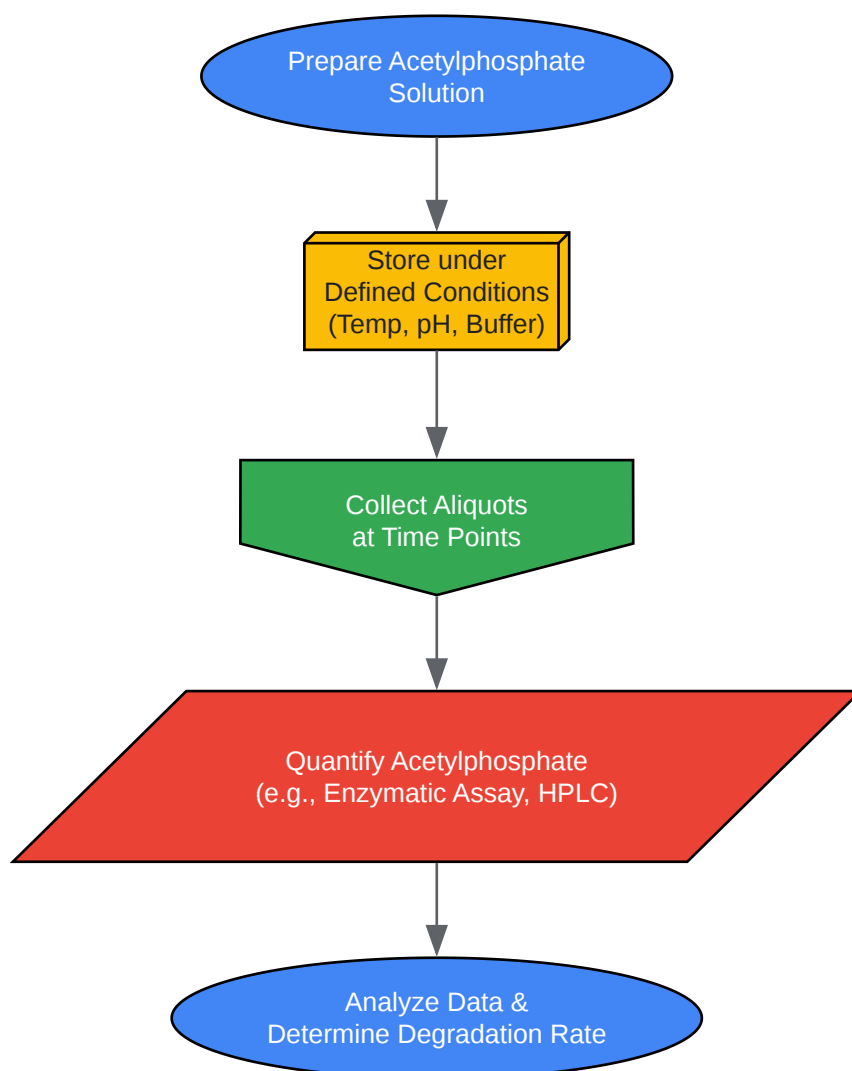 Prepare Acetylphosphate
Solution
Store under
Defined Conditions
(Temp, pH, Buffer)
Collect Aliquots
at Time Points
Quantify Acetylphosphate
(e.g., Enzymatic Assay, HPLC)
Analyze Data &
Determine Degradation Rate